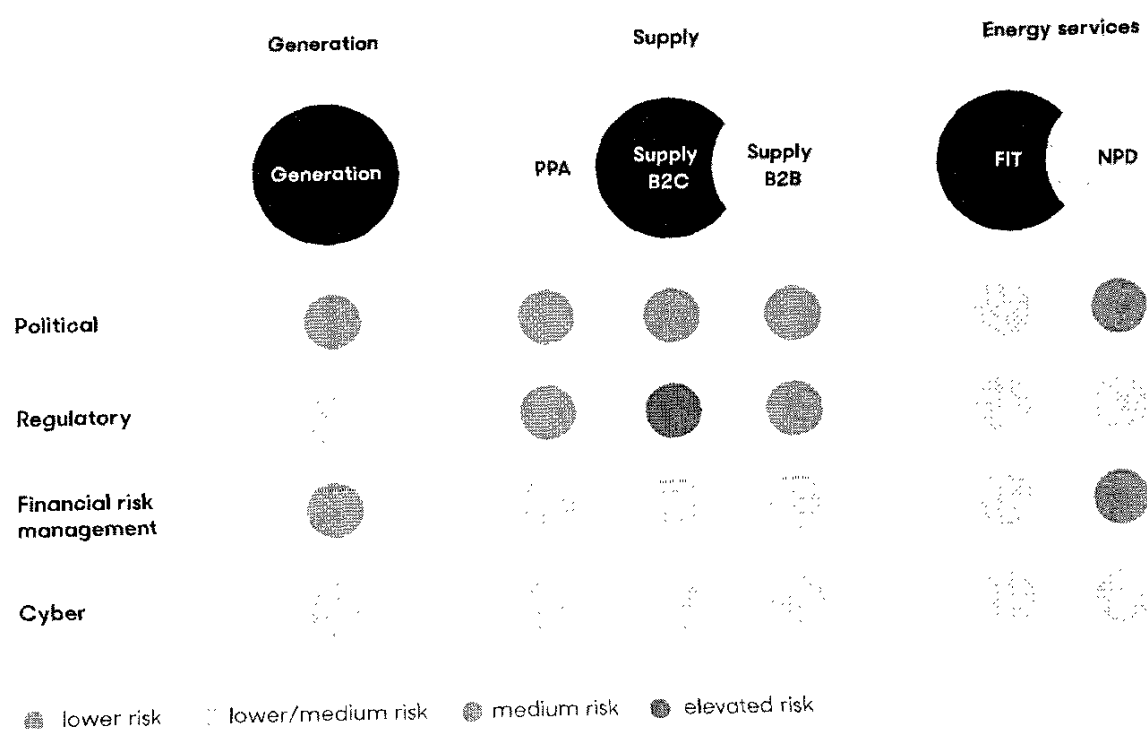 Generation
Supply
Energy services
Generation
PPA
Supply
B2C
Supply
B2B
FIT
NPD
Political
Regulatory
Financial risk
management
Cyber
lower risk
lower/medium risk
medium risk
elevated risk